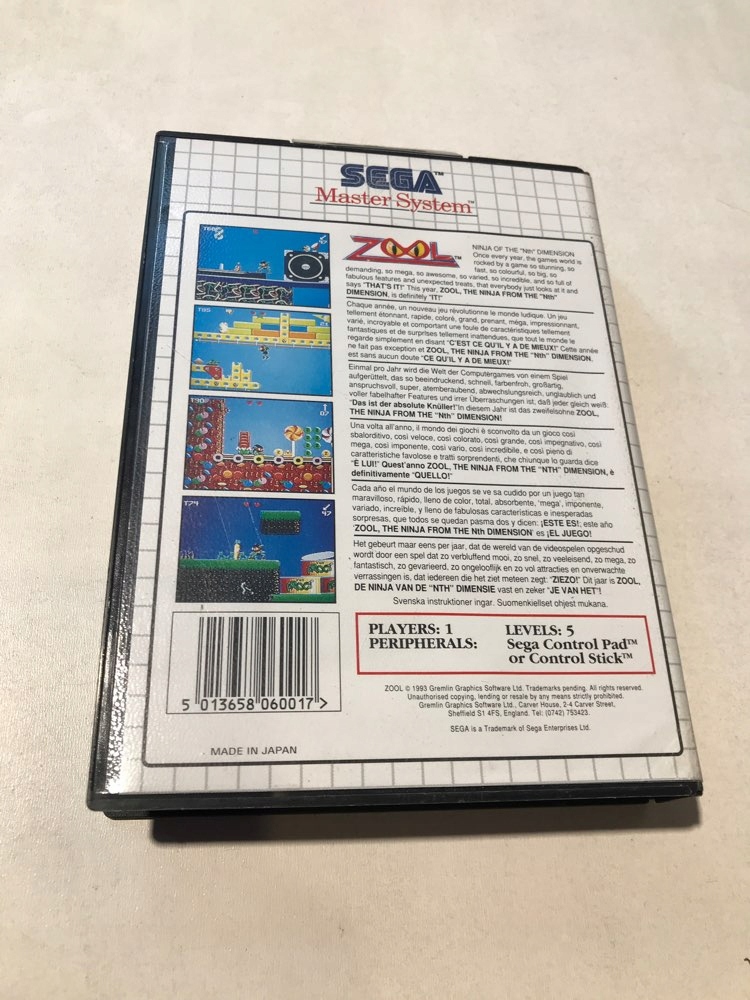 SEGA™
Master System™
ZOOL™
NINJA OF THE "Nth" DIMENSION
Once every year, the games world is
rocked by a game so stunning, so
fast, so colourful, so big, so
demanding, so mega, so awesome, so varied, so incredible, and so full of
fabulous features and unexpected treats, that everybody just looks at it and
says "THAT'S IT!" This year, ZOOL, THE NINJA FROM THE "Nth"
DIMENSION, is definitely "IT!"
Chaque année, un nouveau jeu révolutionne le monde ludique. Un jeu
tellement étonnant, rapide, coloré, grand, prenant, méga, impressionnant,
varié, incroyable et comportant une foule de caractéristiques tellement
fantastiques et de surprises tellement inattendues, que tout le monde le
regarde simplement en disant "C'EST CE QU'IL Y A DE MIEUX!" Cette année
ne fait pas exception et ZOOL, THE NINJA FROM THE "Nth" DIMENSION,
est sans aucun doute "CE QU'IL Y A DE MIEUX!"
Einmal pro Jahr wird die Welt der Computergames von einem Spiel
aufgerüttelt, das so beeindruckend, schnell, farbenfroh, großartig,
anspruchsvoll, super, atemberaubend, abwechslungsreich, unglaublich und
voller fabelhafter Features und irrer Überraschungen ist, daß jeder gleich weiß:
"Das ist der absolute Knüller!" In diesem Jahr ist das zweifelsohne ZOOL,
THE NINJA FROM THE "Nth" DIMENSION!
Una volta all'anno, il mondo dei giochi è sconvolto da un gioco così
sbalorditivo, così veloce, così colorato, così grande, così impegnativo, così
mega, così imponente, così vario, così incredibile, e così pieno di
caratteristiche favolose e tratti sorprendenti, che chiunque lo guarda dice
"È LUI!" Quest'anno ZOOL, THE NINJA FROM THE "NTH" DIMENSION, è
definitivamente "QUELLO!"
Cada año el mundo de los juegos se ve sa cudido por un juego tan
maravilloso, rápido, lleno de color, total, absorbente, 'mega', imponente,
variado, increíble, y lleno de fabulosas características e inesperadas
sorpresas, que todos se quedan pasma dos y dicen: ¡ESTE ES!, este año
'ZOOL, THE NINJA FROM THE Nth DIMENSION' es ¡EL JUEGO!
Het gebeurt maar eens per jaar, dat de wereld van de videospelen opgeschud
wordt door een spel dat zo verbluffend mooi, zo snel, zo veeleisend, zo mega, zo
fantastisch, zo gevarieerd, zo ongelooflijk en zo vol attracties en onverwachte
verrassingen is, dat iedereen die het ziet meteen zegt: "ZIEZO!" Dit jaar is ZOOL,
DE NINJA VAN DE "NTH" DIMENSIE vast en zeker "JE VAN HET"!
Svenska instruktioner ingar. Suomenkieliset ohjest mukana.
PLAYERS: 1 LEVELS: 5
PERIPHERALS: Sega Control Pad™
or Control Stick™
5 013658 060017 >
ZOOL © 1993 Gremlin Graphics Software Ltd. Trademarks pending. All rights reserved.
Unauthorised copying, lending or resale by any means strictly prohibited.
Gremlin Graphics Software Ltd., Carver House, 2-4 Carver Street,
Sheffield S1 4FS, England. Tel: (0742) 753423.
SEGA is a Trademark of Sega Enterprises Ltd.
MADE IN JAPAN